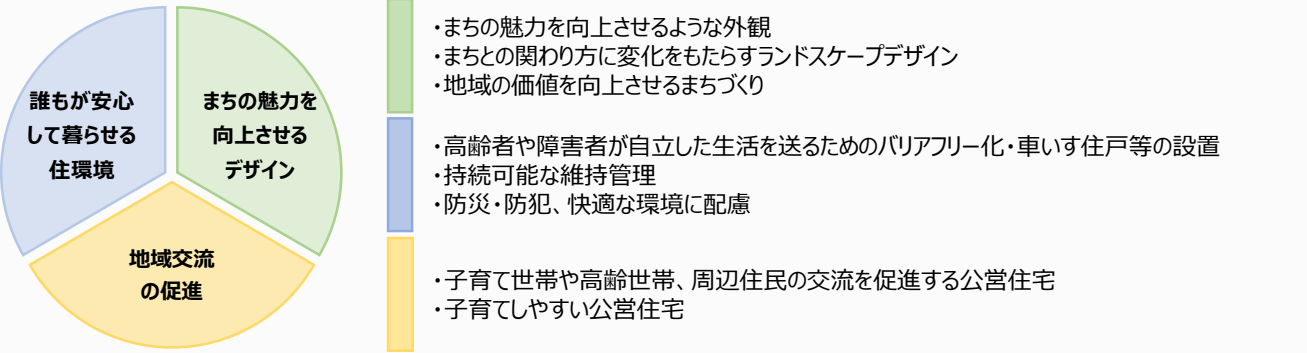 誰もが安心
して暮らせる
住環境
まちの魅力を
向上させる
デザイン
地域交流
の促進
・まちの魅力を向上させるような外観
・まちとの関わり方に変化をもたらすランドスケープデザイン
・地域の価値を向上させるまちづくり
・高齢者や障害者が自立した生活を送るためのバリアフリー化・車いす住戸等の設置
・持続可能な維持管理
・防災・防犯、快適な環境に配慮
・子育て世帯や高齢世帯、周辺住民の交流を促進する公営住宅
・子育てしやすい公営住宅